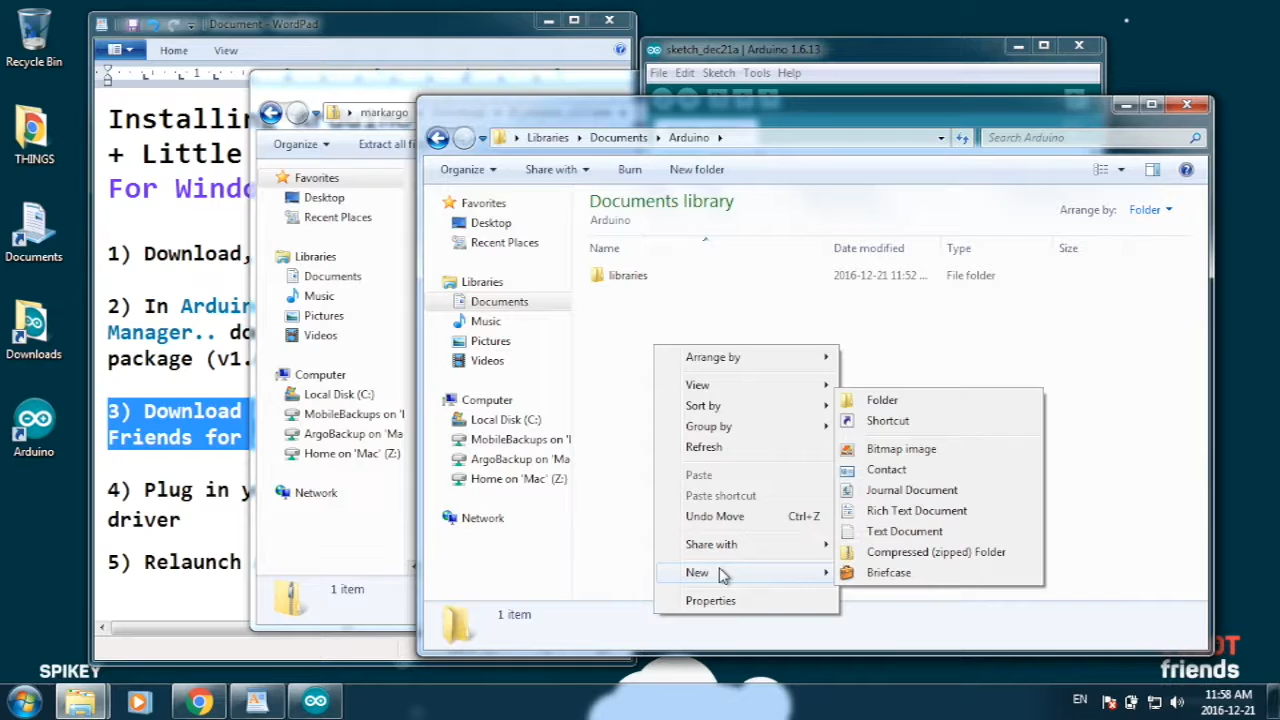 Recycle Bin
THINGS
Documents
Downloads
Arduino
Document - WordPad
Home View
1
Installin
+ Little
For Windo
1) Download,
2) In Arduin
Manager.. do
package (v1.
3) Download
Friends for
4) Plug in y
driver
5) Relaunch
markargo
Organize Extract all fi
Favorites
Desktop
Recent Places
Libraries
Documents
Music
Pictures
Videos
Computer
Local Disk (C:)
MobileBackups on '
ArgoBackup on 'Ma
Home on 'Mac' (Z:)
Network
1 item
sketch_dec21a | Arduino 1.6.13
File Edit Sketch Tools Help
Libraries Documents Arduino
Search Arduino
Organize Share with Burn New folder
Favorites
Desktop
Recent Places
Libraries
Documents
Music
Pictures
Videos
Computer
Local Disk (C:)
MobileBackups on '
ArgoBackup on 'Ma
Home on 'Mac' (Z:)
Network
Documents library
Arduino
Arrange by: Folder
Name Date modified Type Size
libraries 2016-12-21 11:52 ... File folder
Arrange by
View
Sort by
Group by
Refresh
Paste
Paste shortcut
Undo Move Ctrl+Z
Share with
New
Properties
Folder
Shortcut
Bitmap image
Contact
Journal Document
Rich Text Document
Text Document
Compressed (zipped) Folder
Briefcase
1 item
SPIKEY
friends
EN
11:58 AM
2016-12-21